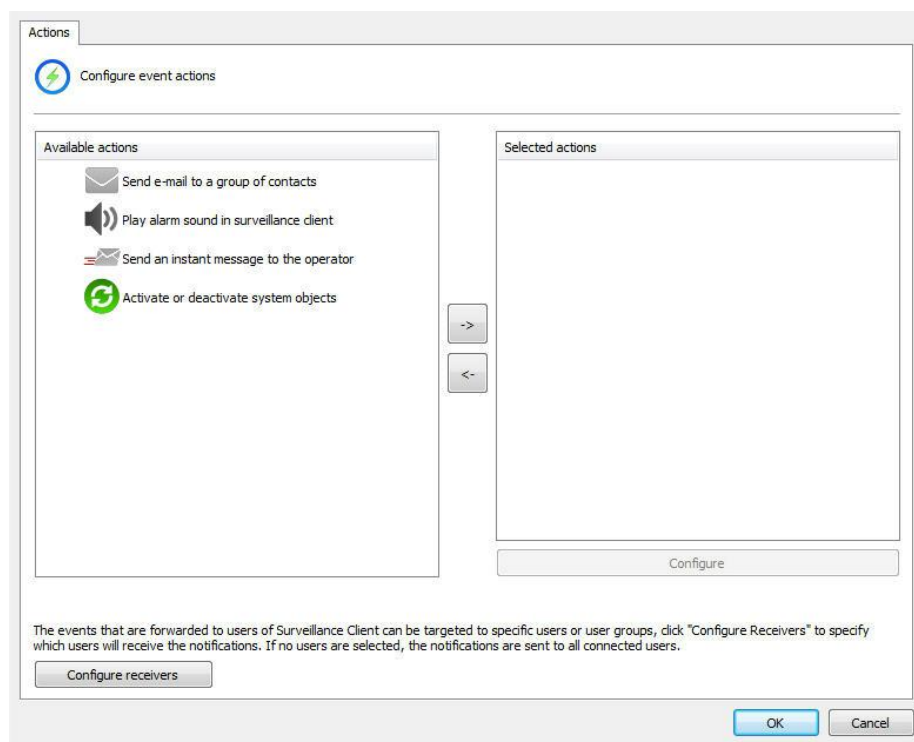 Actions
Configure event actions
Available actions
Send e-mail to a group of contacts
Play alarm sound in surveillance client
Send an instant message to the operator
Activate or deactivate system objects
->
<-
Selected actions
Configure
The events that are forwarded to users of Surveillance Client can be targeted to specific users or user groups, click "Configure Receivers" to specify
which users will receive the notifications. If no users are selected, the notifications are sent to all connected users.
Configure receivers
OK
Cancel